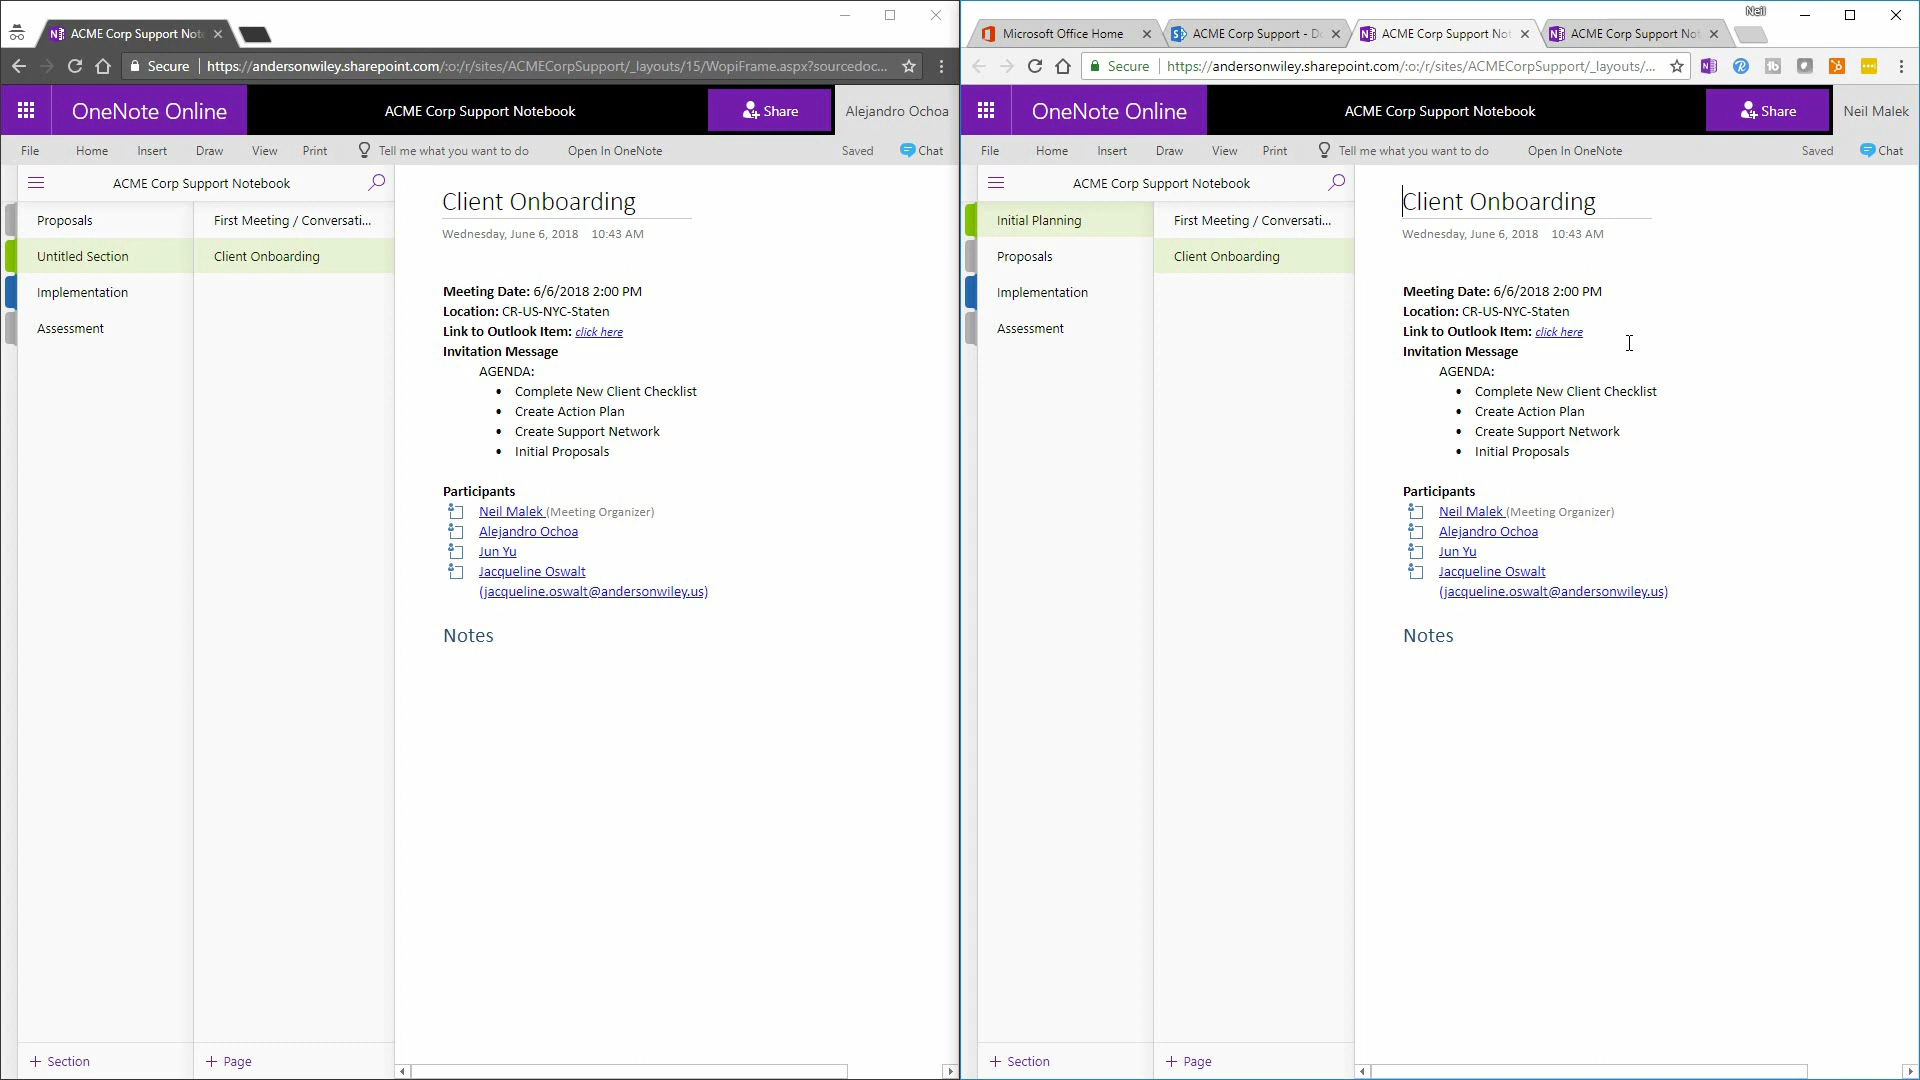 ACME Corp Support Not
Secure https://andersonwiley.sharepoint.com/:o:/r/sites/ACMECorpSupport/_layouts/15/WopiFrame.aspx?sourcedoc...
OneNote Online
ACME Corp Support Notebook
Share
Alejandro Ochoa
File Home Insert Draw View Print Tell me what you want to do Open In OneNote Saved Chat
ACME Corp Support Notebook
Proposals
Untitled Section
Implementation
Assessment
First Meeting / Conversati...
Client Onboarding
Client Onboarding
Wednesday, June 6, 2018 10:43 AM
Meeting Date: 6/6/2018 2:00 PM
Location: CR-US-NYC-Staten
Link to Outlook Item: click here
Invitation Message
AGENDA:
• Complete New Client Checklist
• Create Action Plan
• Create Support Network
• Initial Proposals
Participants
Neil Malek (Meeting Organizer)
Alejandro Ochoa
Jun Yu
Jacqueline Oswalt
(jacqueline.oswalt@andersonwiley.us)
Notes
+ Section
+ Page
Neil
Microsoft Office Home
ACME Corp Support - Do
ACME Corp Support Not
ACME Corp Support Not
Secure https://andersonwiley.sharepoint.com/:o:/r/sites/ACMECorpSupport/_layouts/...
OneNote Online
ACME Corp Support Notebook
Share
Neil Malek
File Home Insert Draw View Print Tell me what you want to do Open In OneNote Saved Chat
ACME Corp Support Notebook
Initial Planning
Proposals
Implementation
Assessment
First Meeting / Conversati...
Client Onboarding
Client Onboarding
Wednesday, June 6, 2018 10:43 AM
Meeting Date: 6/6/2018 2:00 PM
Location: CR-US-NYC-Staten
Link to Outlook Item: click here
Invitation Message
AGENDA:
• Complete New Client Checklist
• Create Action Plan
• Create Support Network
• Initial Proposals
Participants
Neil Malek (Meeting Organizer)
Alejandro Ochoa
Jun Yu
Jacqueline Oswalt
(jacqueline.oswalt@andersonwiley.us)
Notes
+ Section
+ Page